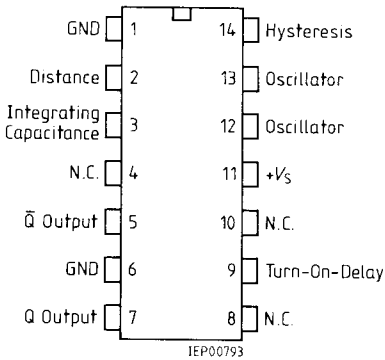 GND 1 14 Hysteresis
Distance 2 13 Oscillator
Integrating
Capacitance 3 12 Oscillator
N.C. 4 11 +VS
Q̅ Output 5 10 N.C.
GND 6 9 Turn-On-Delay
Q Output 7 8 N.C.
IEP00793